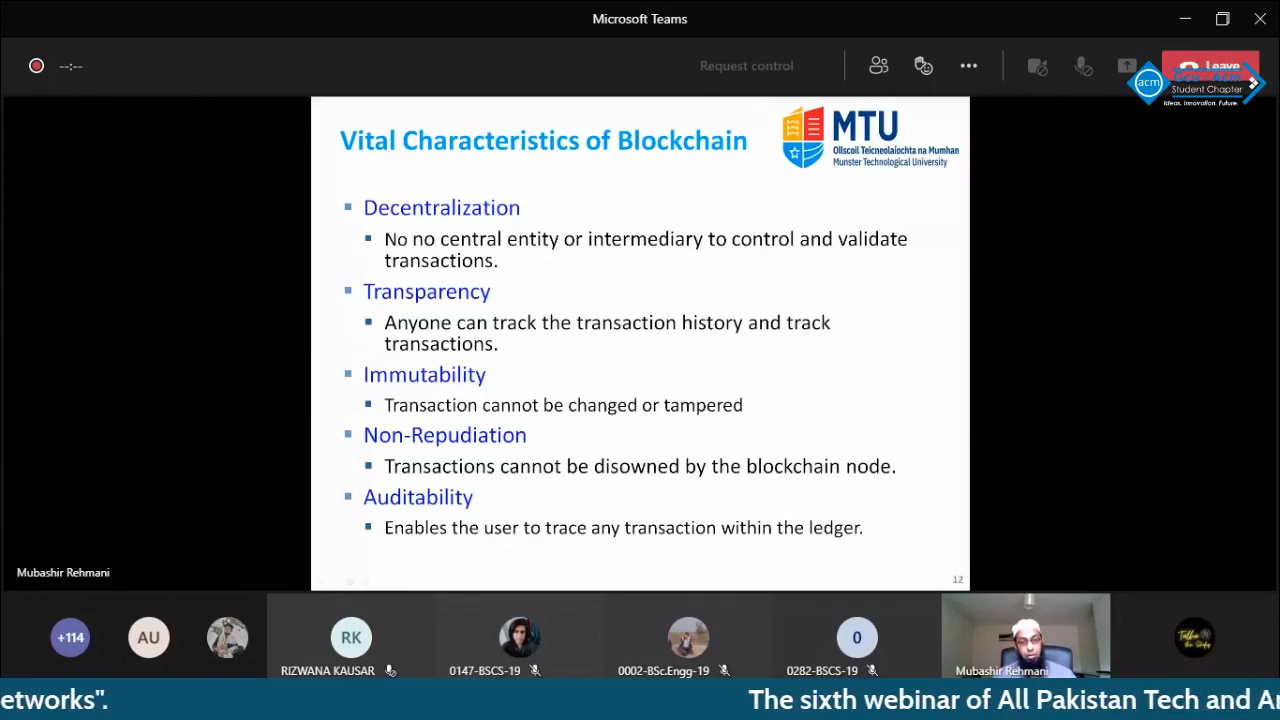 Microsoft Teams
--:--
Request control
Leave
acm
Student Chapter
Ideas. Innovation. Future.
Vital Characteristics of Blockchain
MTU
Ollscoil Teicneolaíochta na Mumhan
Munster Technological University
Decentralization
No no central entity or intermediary to control and validate
transactions.
Transparency
Anyone can track the transaction history and track
transactions.
Immutability
Transaction cannot be changed or tampered
Non-Repudiation
Transactions cannot be disowned by the blockchain node.
Auditability
Enables the user to trace any transaction within the ledger.
12
Mubashir Rehmani
+114
AU
RK
0
RIZWANA KAUSAR
0147-BSCS-19
0002-BSc.Engg-19
0282-BSCS-19
Mubashir Rehmani
etworks".
The sixth webinar of All Pakistan Tech and A